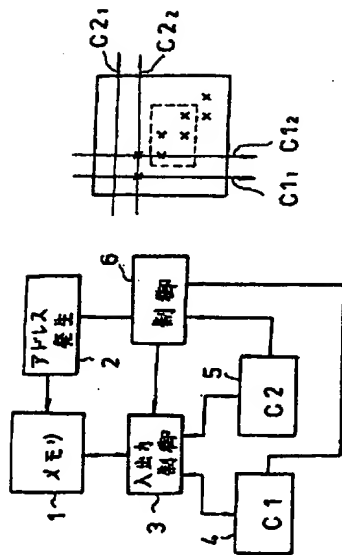 アドレス
発生
2
メモリ
1
制御
6
入出力
制御
3
C2
5
C1
4
C2₁
C2₂
× × × × × ×
C1₂
C1₁